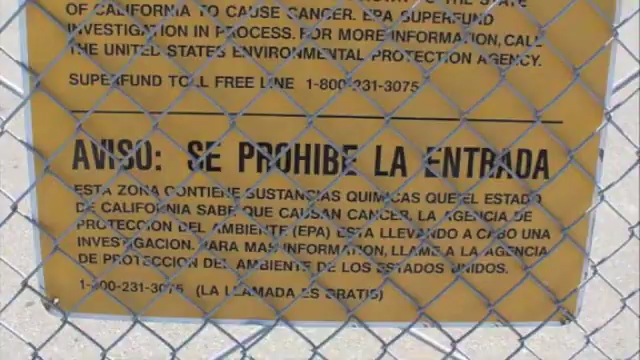 OF CALIFORNIA TO CAUSE CANCER. EPA SUPERFUND
INVESTIGATION IN PROCESS. FOR MORE INFORMATION, CALL
THE UNITED STATES ENVIRONMENTAL PROTECTION AGENCY.
SUPERFUND TOLL FREE LINE 1-800-231-3075
AVISO: SE PROHIBE LA ENTRADA
ESTA ZONA CONTIENE SUSTANCIAS QUIMICAS QUE EL ESTADO
DE CALIFORNIA SABE QUE CAUSAN CANCER. LA AGENCIA DE
PROTECCION DEL AMBIENTE (EPA) ESTA LLEVANDO A CABO UNA
INVESTIGACION. PARA MAS INFORMATION, LLAME A LA AGENCIA
DE PROTECCION DEL AMBIENTE DE LOS ESTADOS UNIDOS.
1-800-231-3075 (LA LLAMADA ES GRATIS)